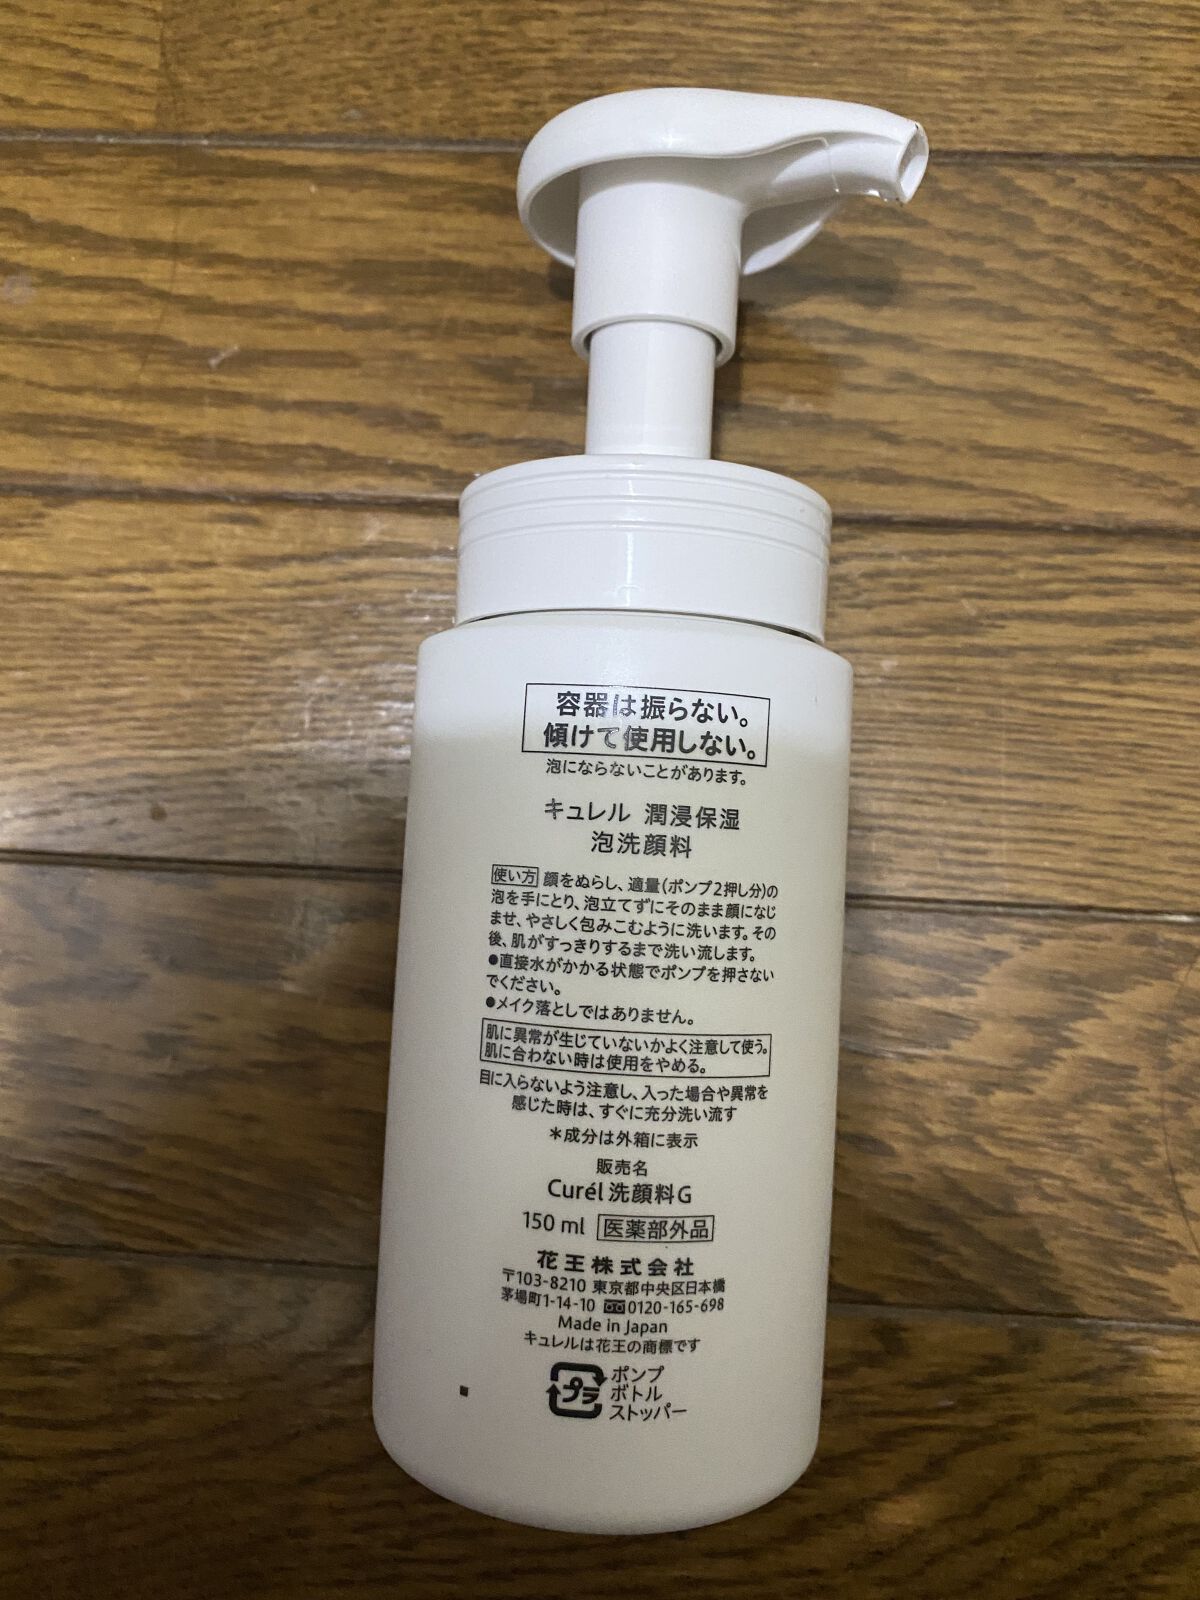 容器は振らない。
傾けて使用しない。
泡にならないことがあります。
キュレル 潤浸保湿
泡洗顔料
使い方 顔をぬらし、適量(ポンプ2押し分)の
泡を手にとり、泡立てずにそのまま顔になじ
ませ、やさしく包みこむように洗います。その
後、肌がすっきりするまで洗い流します。
●直接水がかかる状態でポンプを押さない
でください。
●メイク落としではありません。
肌に異常が生じていないかよく注意して使う。
肌に合わない時は使用をやめる。
目に入らないよう注意し、入った場合や異常を
感じた時は、すぐに充分洗い流す
＊成分は外箱に表示
販売名
Curél 洗顔料G
150 ml 医薬部外品
花王株式会社
〒103-8210 東京都中央区日本橋
茅場町1-14-10 0120-165-698
Made in Japan
キュレルは花王の商標です
プラ ポンプ
ボトル
ストッパー